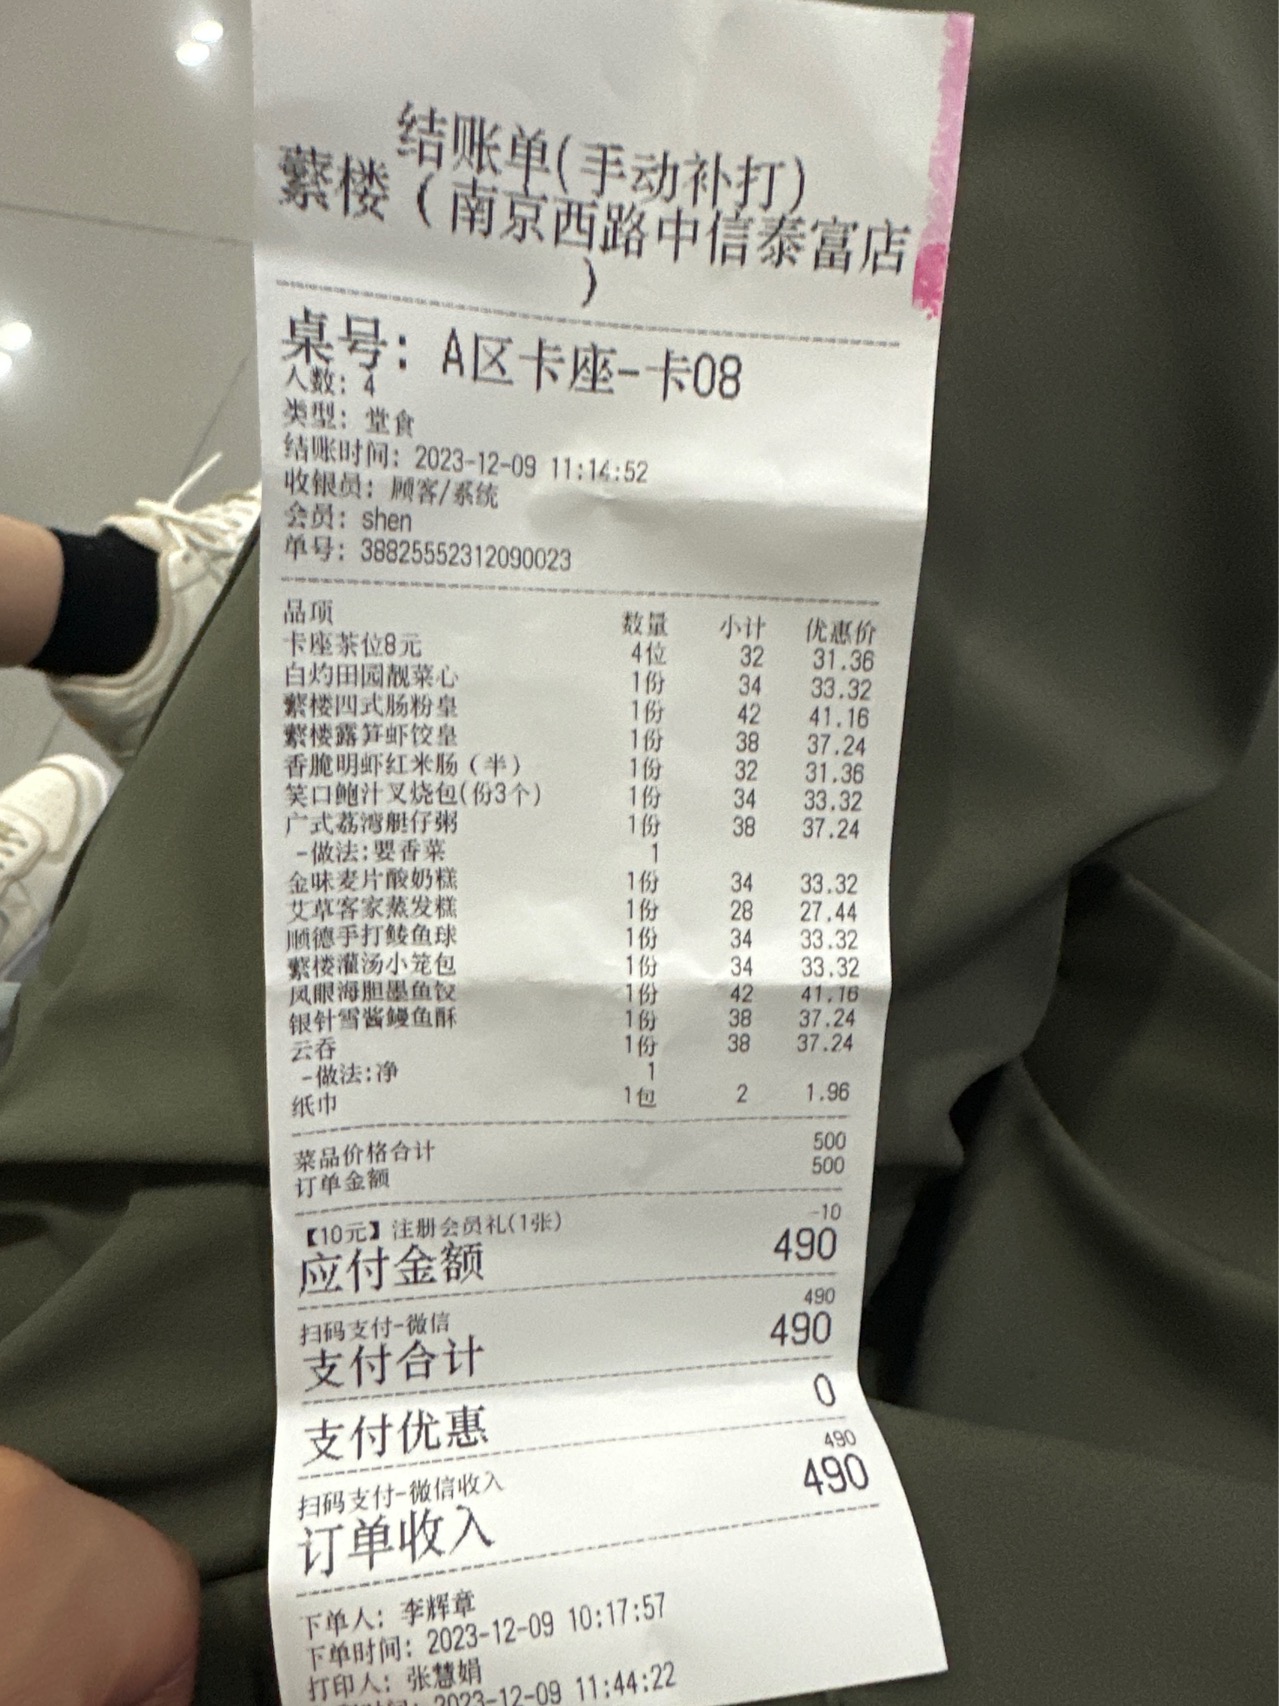 结账单(手动补打)
蘩楼（南京西路中信泰富店
）
桌号：A区卡座-卡08
人数：4
类型：堂食
结账时间：2023-12-09 11:14:52
收银员：顾客/系统
会员：shen
单号：38825552312090023
品项 数量 小计 优惠价
卡座茶位8元 4位 32 31.36
白灼田园靓菜心 1份 34 33.32
蘩楼四式肠粉皇 1份 42 41.16
蘩楼露笋虾饺皇 1份 38 37.24
香脆明虾红米肠（半） 1份 32 31.36
笑口鲍汁叉烧包(份3个) 1份 34 33.32
广式荔湾艇仔粥 1份 38 37.24
-做法:要香菜 1
金味麦片酸奶糕 1份 34 33.32
艾草客家蒸发糕 1份 28 27.44
顺德手打鲮鱼球 1份 34 33.32
蘩楼灌汤小笼包 1份 34 33.32
凤眼海胆墨鱼饺 1份 42 41.16
银针雪酱鳗鱼酥 1份 38 37.24
云吞 1份 38 37.24
-做法:净 1
纸巾 1包 2 1.96
菜品价格合计 500
订单金额 500
【10元】注册会员礼(1张) -10
应付金额 490
扫码支付-微信 490
支付合计 490
支付优惠 0
扫码支付-微信收入 490
订单收入 490
下单人：李辉章
下单时间：2023-12-09 10:17:57
打印人：张慧娟
时间：2023-12-09 11:44:22